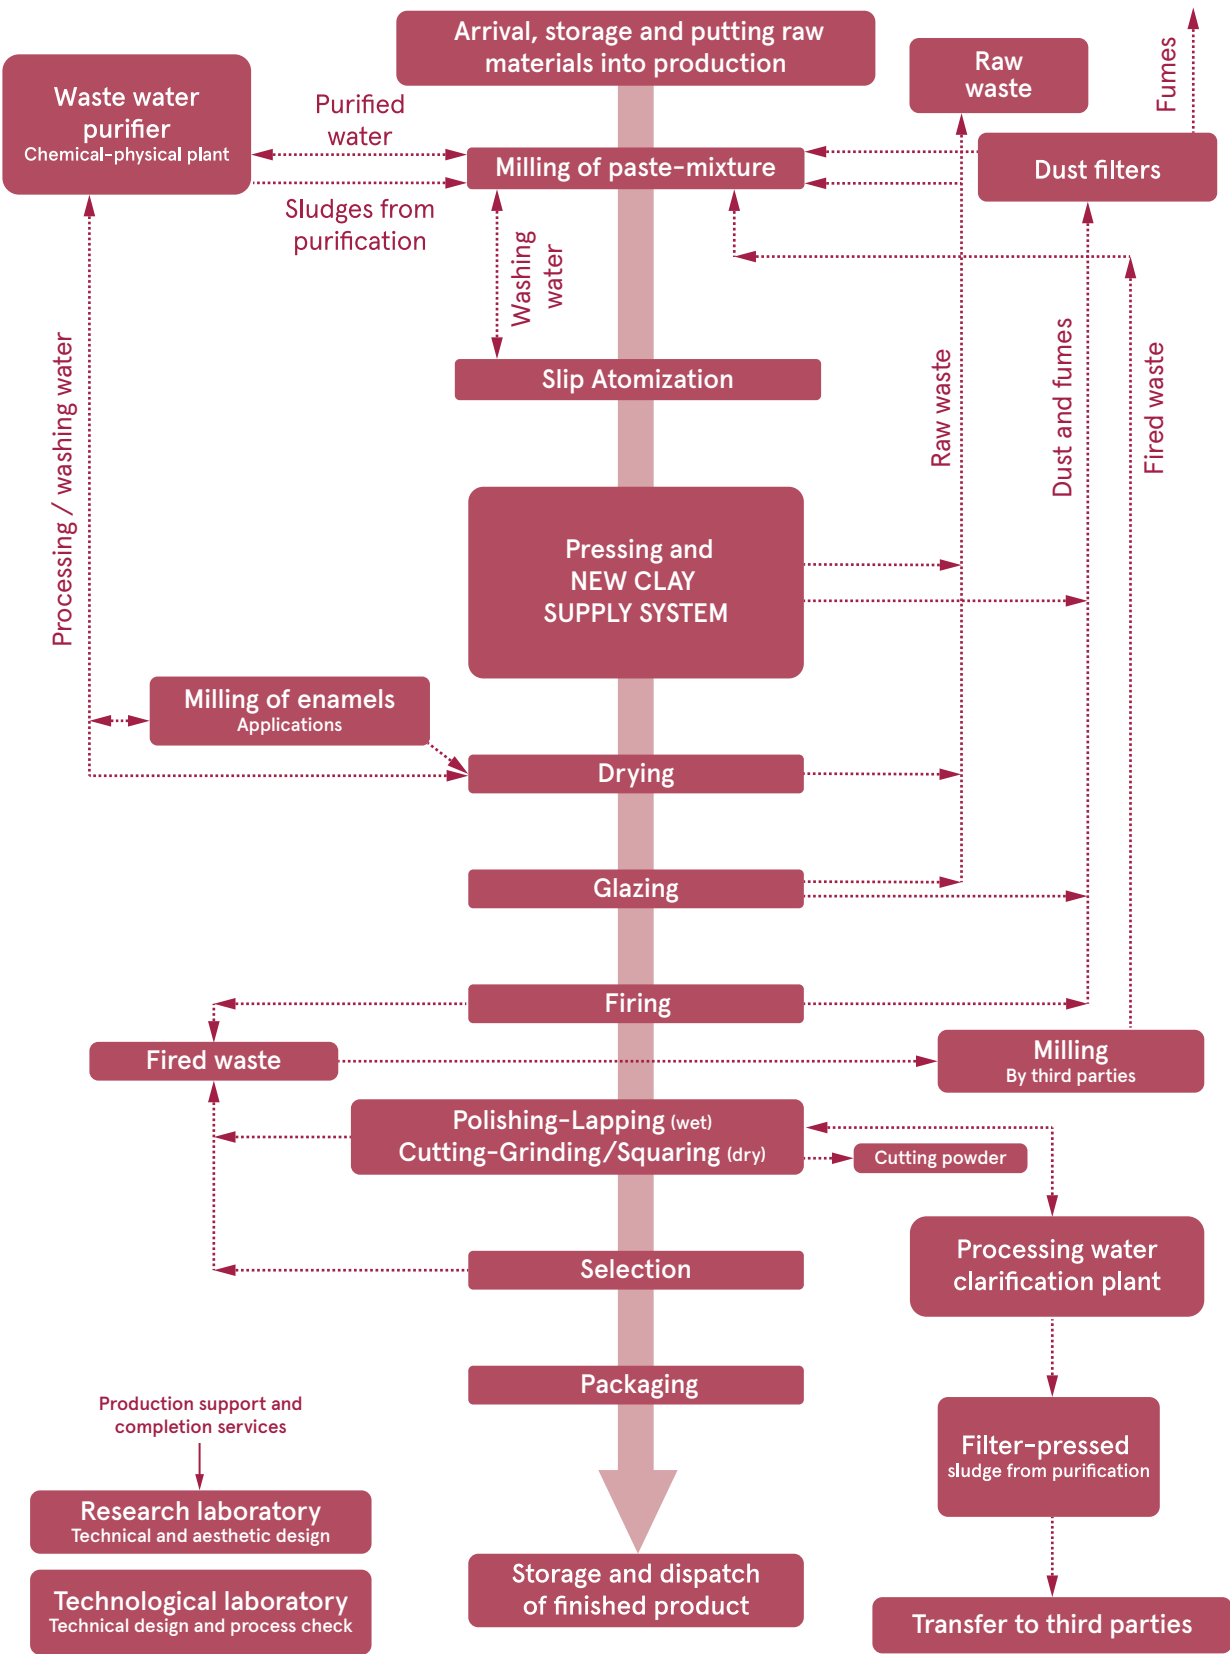 Arrival, storage and putting raw
materials into production
Waste water
purifier
Chemical-physical plant
Purified
water
Sludges from
purification
Milling of paste-mixture
Raw
waste
Fumes
Dust filters
Washing
water
Slip Atomization
Processing / washing water
Raw waste
Dust and fumes
Fired waste
Pressing and
NEW CLAY
SUPPLY SYSTEM
Milling of enamels
Applications
Drying
Glazing
Firing
Fired waste
Milling
By third parties
Polishing-Lapping (wet)
Cutting-Grinding/Squaring (dry)
Cutting powder
Processing water
clarification plant
Selection
Packaging
Production support and
completion services
Filter-pressed
sludge from purification
Research laboratory
Technical and aesthetic design
Technological laboratory
Technical design and process check
Storage and dispatch
of finished product
Transfer to third parties